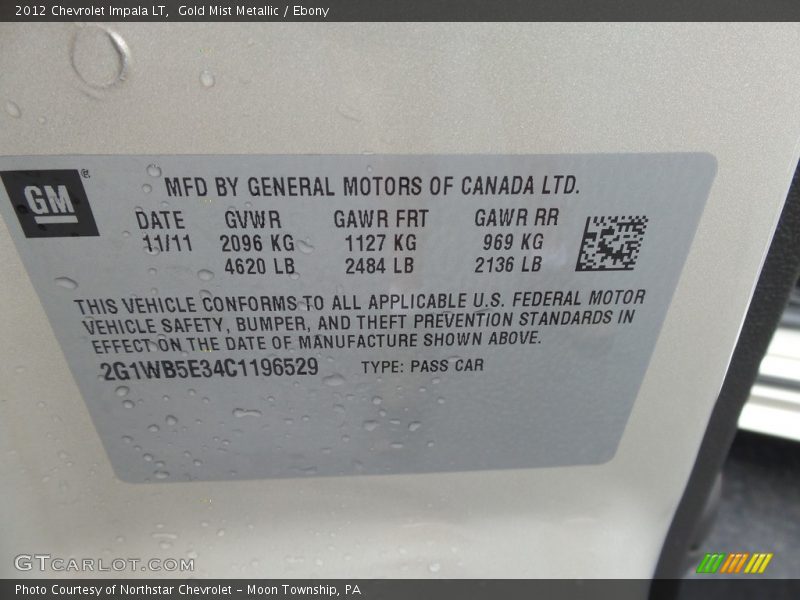 2012 Chevrolet Impala LT,  Gold Mist Metallic / Ebony
GM ®
MFD BY GENERAL MOTORS OF CANADA LTD.
DATE GVWR GAWR FRT GAWR RR
11/11 2096 KG 1127 KG 969 KG
4620 LB 2484 LB 2136 LB
THIS VEHICLE CONFORMS TO ALL APPLICABLE U.S. FEDERAL MOTOR
VEHICLE SAFETY, BUMPER, AND THEFT PREVENTION STANDARDS IN
EFFECT ON THE DATE OF MANUFACTURE SHOWN ABOVE.
2G1WB5E34C1196529 TYPE: PASS CAR
GTCARLOT.COM
Photo Courtesy of Northstar Chevrolet - Moon Township, PA